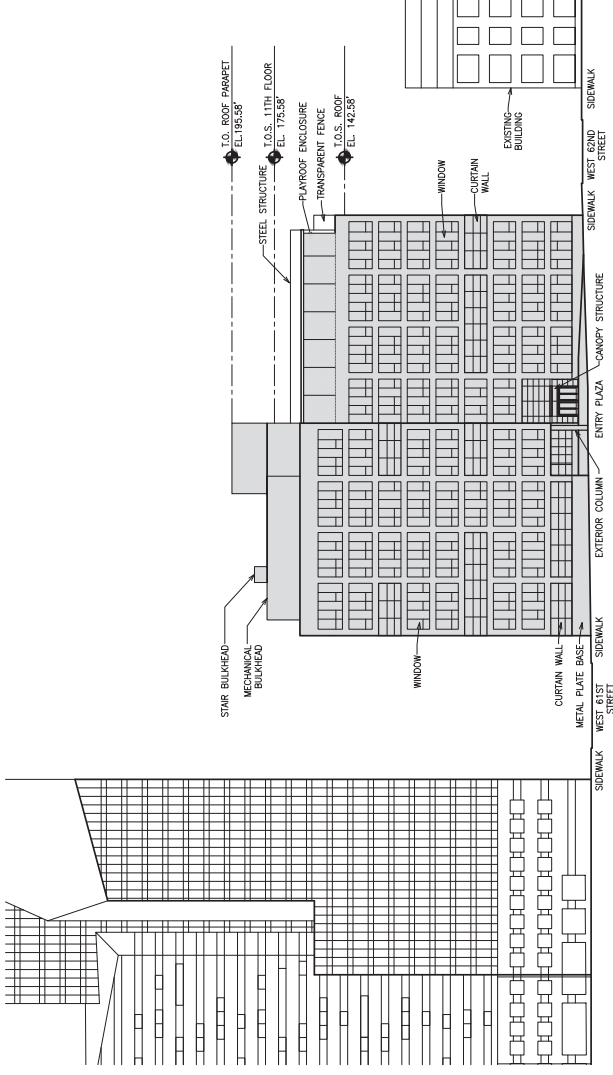 T.O. ROOF PARAPET
EL.195.58'
T.O.S. 11TH FLOOR
EL. 175.58'
T.O.S. ROOF
EL. 142.58'
STEEL STRUCTURE
PLAYROOF ENCLOSURE
TRANSPARENT FENCE
STAIR BULKHEAD
MECHANICAL
BULKHEAD
WINDOW
CURTAIN
WALL
EXISTING
BUILDING
WINDOW
CURTAIN WALL
METAL PLATE BASE
SIDEWALK
WEST 61ST
STREET
SIDEWALK
EXTERIOR COLUMN
ENTRY PLAZA
CANOPY STRUCTURE
SIDEWALK
WEST 62ND
STREET
SIDEWALK